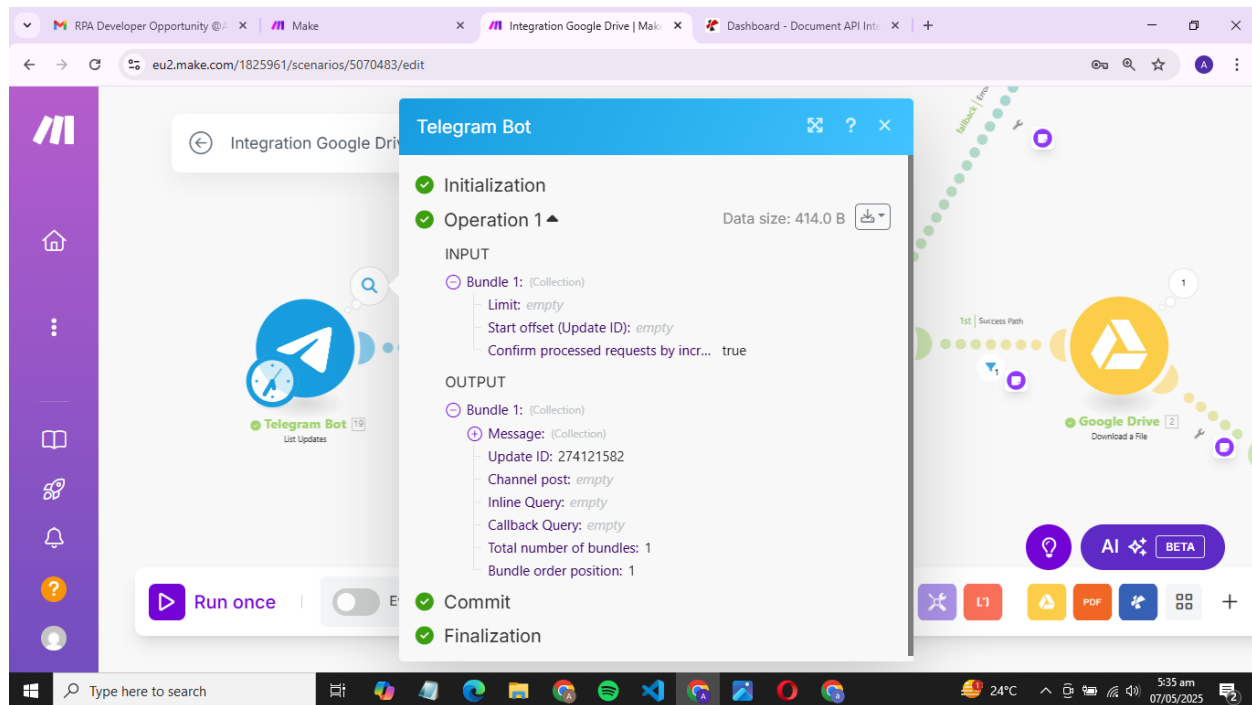 RPA Developer Opportunity @A
Make
Integration Google Drive | Make
Dashboard - Document API Inte
eu2.make.com/1825961/scenarios/5070483/edit
A
Integration Google Driv
Telegram Bot
?
Initialization
Operation 1
Data size: 414.0 B
INPUT
Bundle 1: (Collection)
Limit: empty
Start offset (Update ID): empty
Confirm processed requests by incr... true
OUTPUT
Bundle 1: (Collection)
Message: (Collection)
Update ID: 274121582
Channel post: empty
Inline Query: empty
Callback Query: empty
Total number of bundles: 1
Bundle order position: 1
Commit
Finalization
Telegram Bot 19
List Updates
fallback
1
1st Success Path
1
Google Drive 2
Download a File
AI BETA
Run once
E
PDF
?
Type here to search
24°C
5:35 am
07/05/2025
2